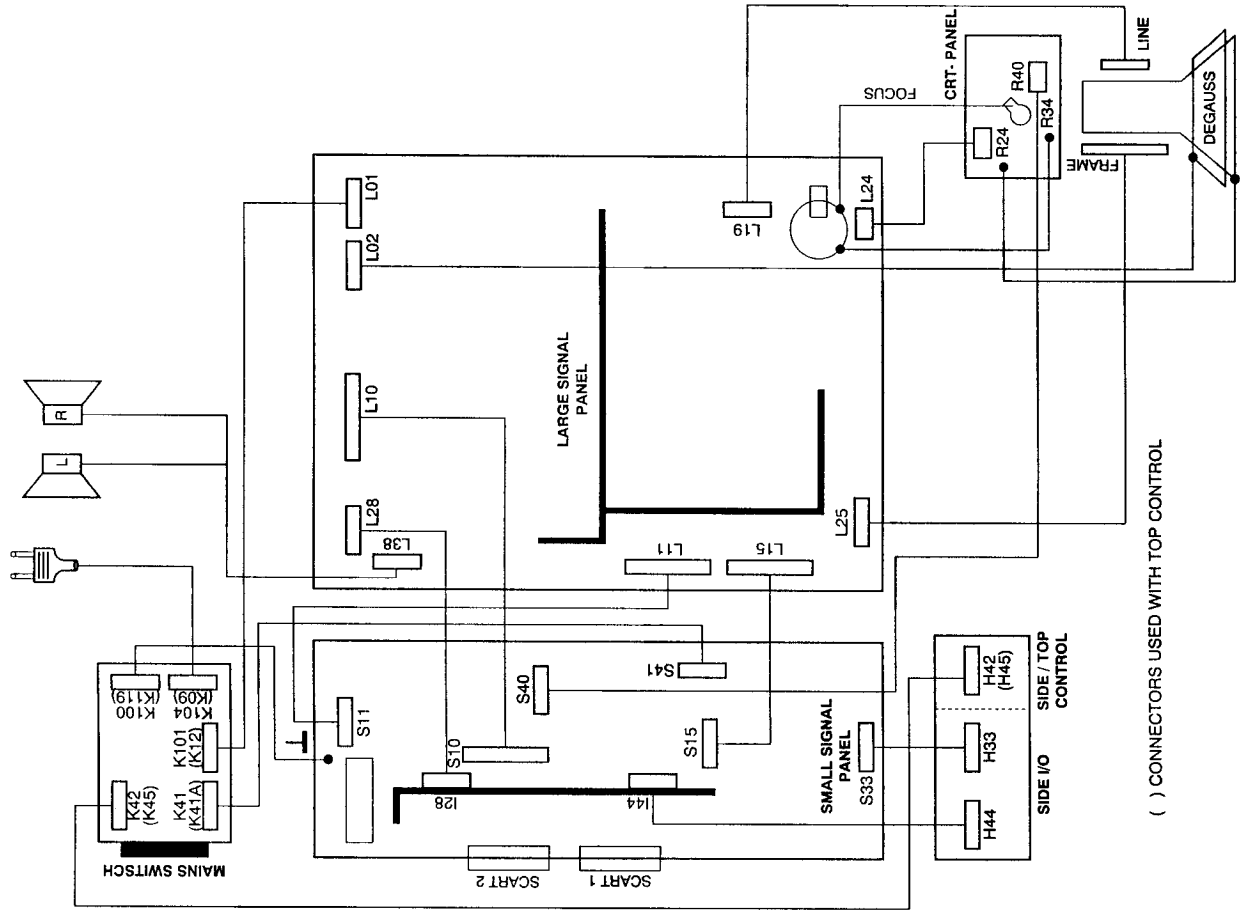 CRT- PANEL
LINE
R40
FOCUS
R34
R24
DEGAUSS
FRAME
L01
L02
L19
L24
R
L
L10
LARGE SIGNAL
PANEL
L28
L38
L11
L15
L25
K100
(K119)
K104
(K09)
K101
(K12)
K42
(K45)
K41
(K41A)
MAINS SWITSCH
S11
S10
S40
S41
S15
I28
I44
SMALL SIGNAL
PANEL
S33
SCART 2
SCART 1
H42
(H45)
H33
H44
SIDE / TOP
CONTROL
SIDE I/O
( ) CONNECTORS USED WITH TOP CONTROL